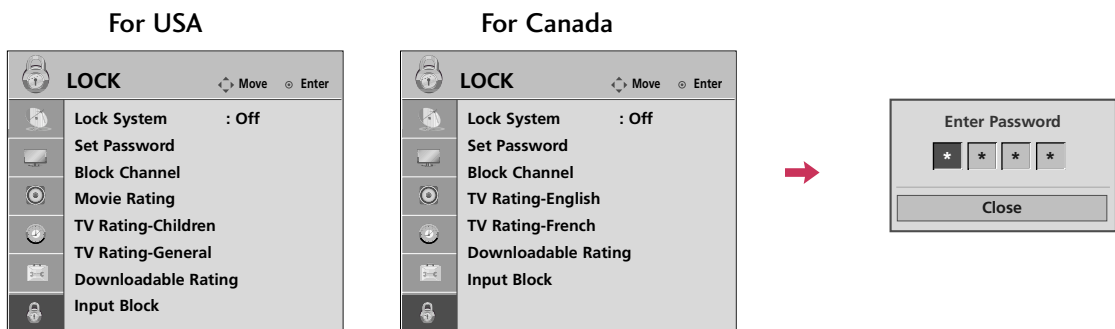 For USA
LOCK Move Enter
Lock System : Off
Set Password
Block Channel
Movie Rating
TV Rating-Children
TV Rating-General
Downloadable Rating
Input Block
For Canada
LOCK Move Enter
Lock System : Off
Set Password
Block Channel
TV Rating-English
TV Rating-French
Downloadable Rating
Input Block
Enter Password
* * * *
Close